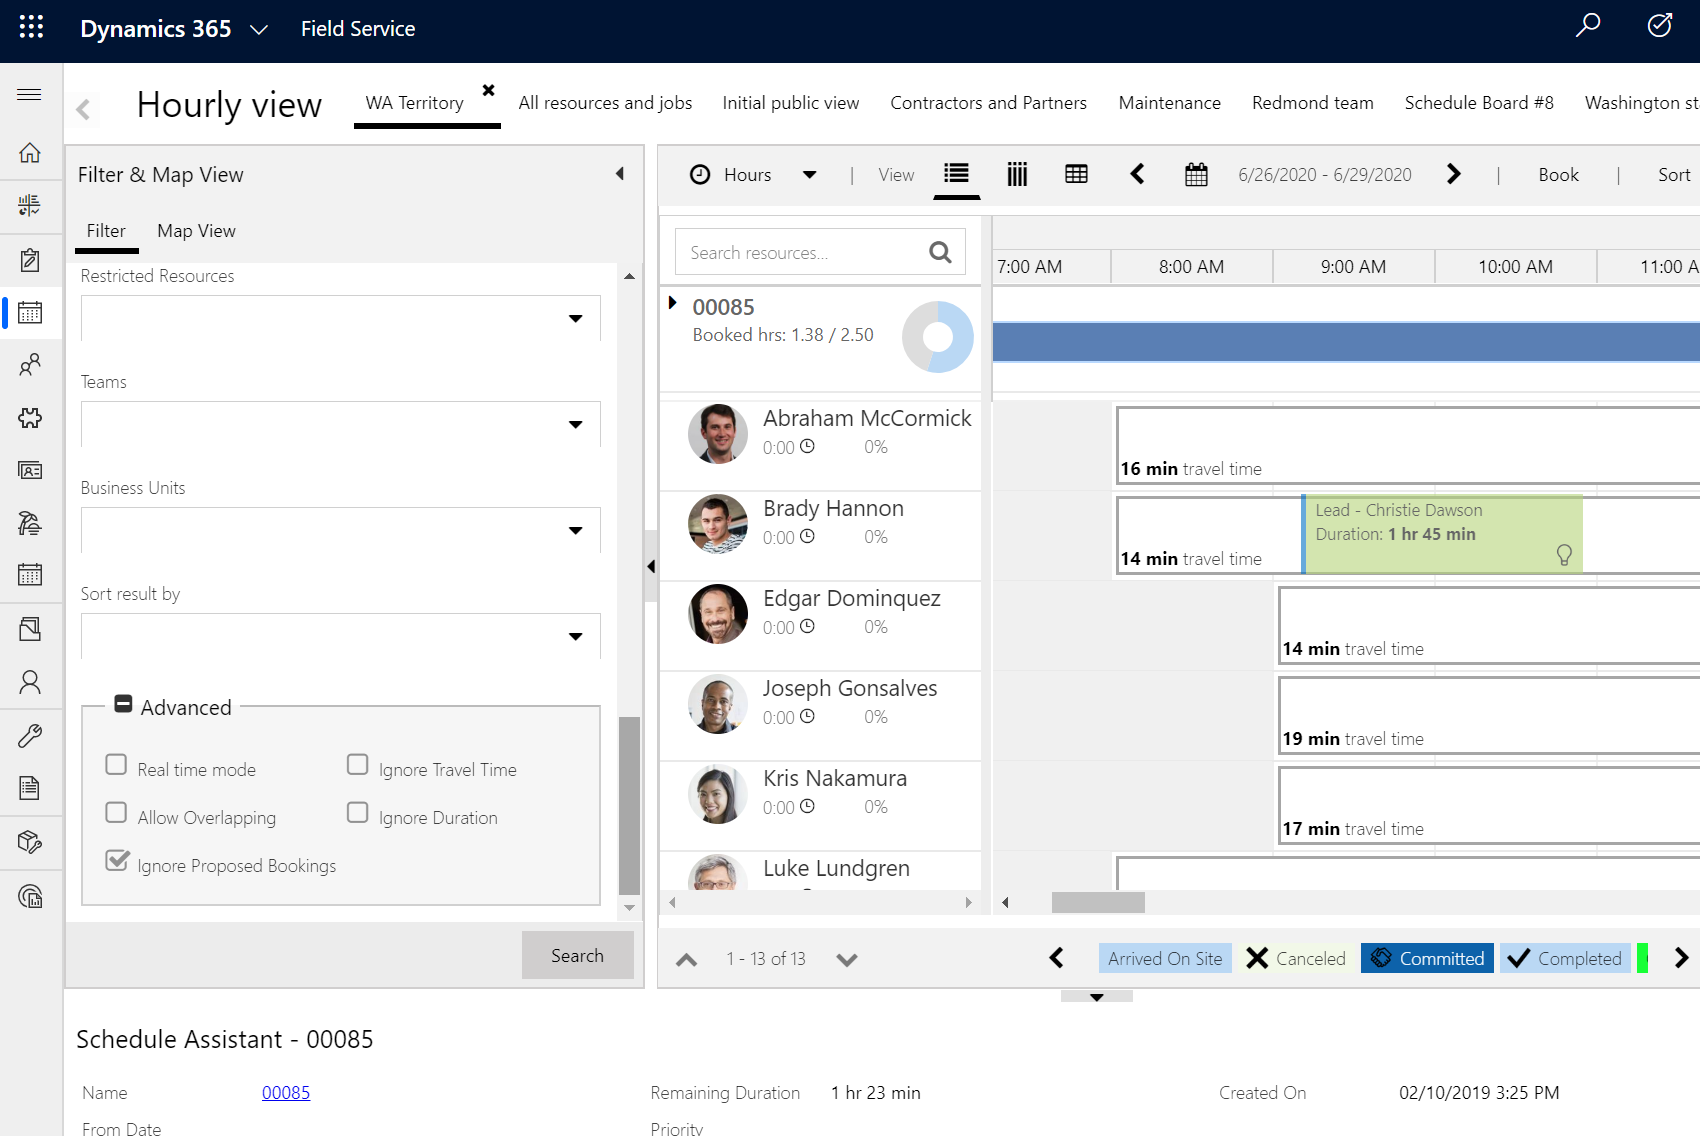 Dynamics 365
Field Service
Hourly view
WA Territory
All resources and jobs
Initial public view
Contractors and Partners
Maintenance
Redmond team
Schedule Board #8
Washington sta
Filter & Map View
Filter
Map View
Restricted Resources
Teams
Business Units
Sort result by
Advanced
Real time mode
Ignore Travel Time
Allow Overlapping
Ignore Duration
Ignore Proposed Bookings
Search
Hours
|
View
6/26/2020 - 6/29/2020
|
Book
|
Sort
Search resources...
7:00 AM
8:00 AM
9:00 AM
10:00 AM
11:00 A
00085
Booked hrs: 1.38 / 2.50
Abraham McCormick
0:00
0%
16 min travel time
Brady Hannon
0:00
0%
14 min travel time
Lead - Christie Dawson
Duration: 1 hr 45 min
Edgar Dominquez
0:00
0%
14 min travel time
Joseph Gonsalves
0:00
0%
19 min travel time
Kris Nakamura
0:00
0%
17 min travel time
Luke Lundgren
1 - 13 of 13
Arrived On Site
Canceled
Committed
Completed
Schedule Assistant - 00085
Name
00085
Remaining Duration
1 hr 23 min
Created On
02/10/2019 3:25 PM
From Date
Priority